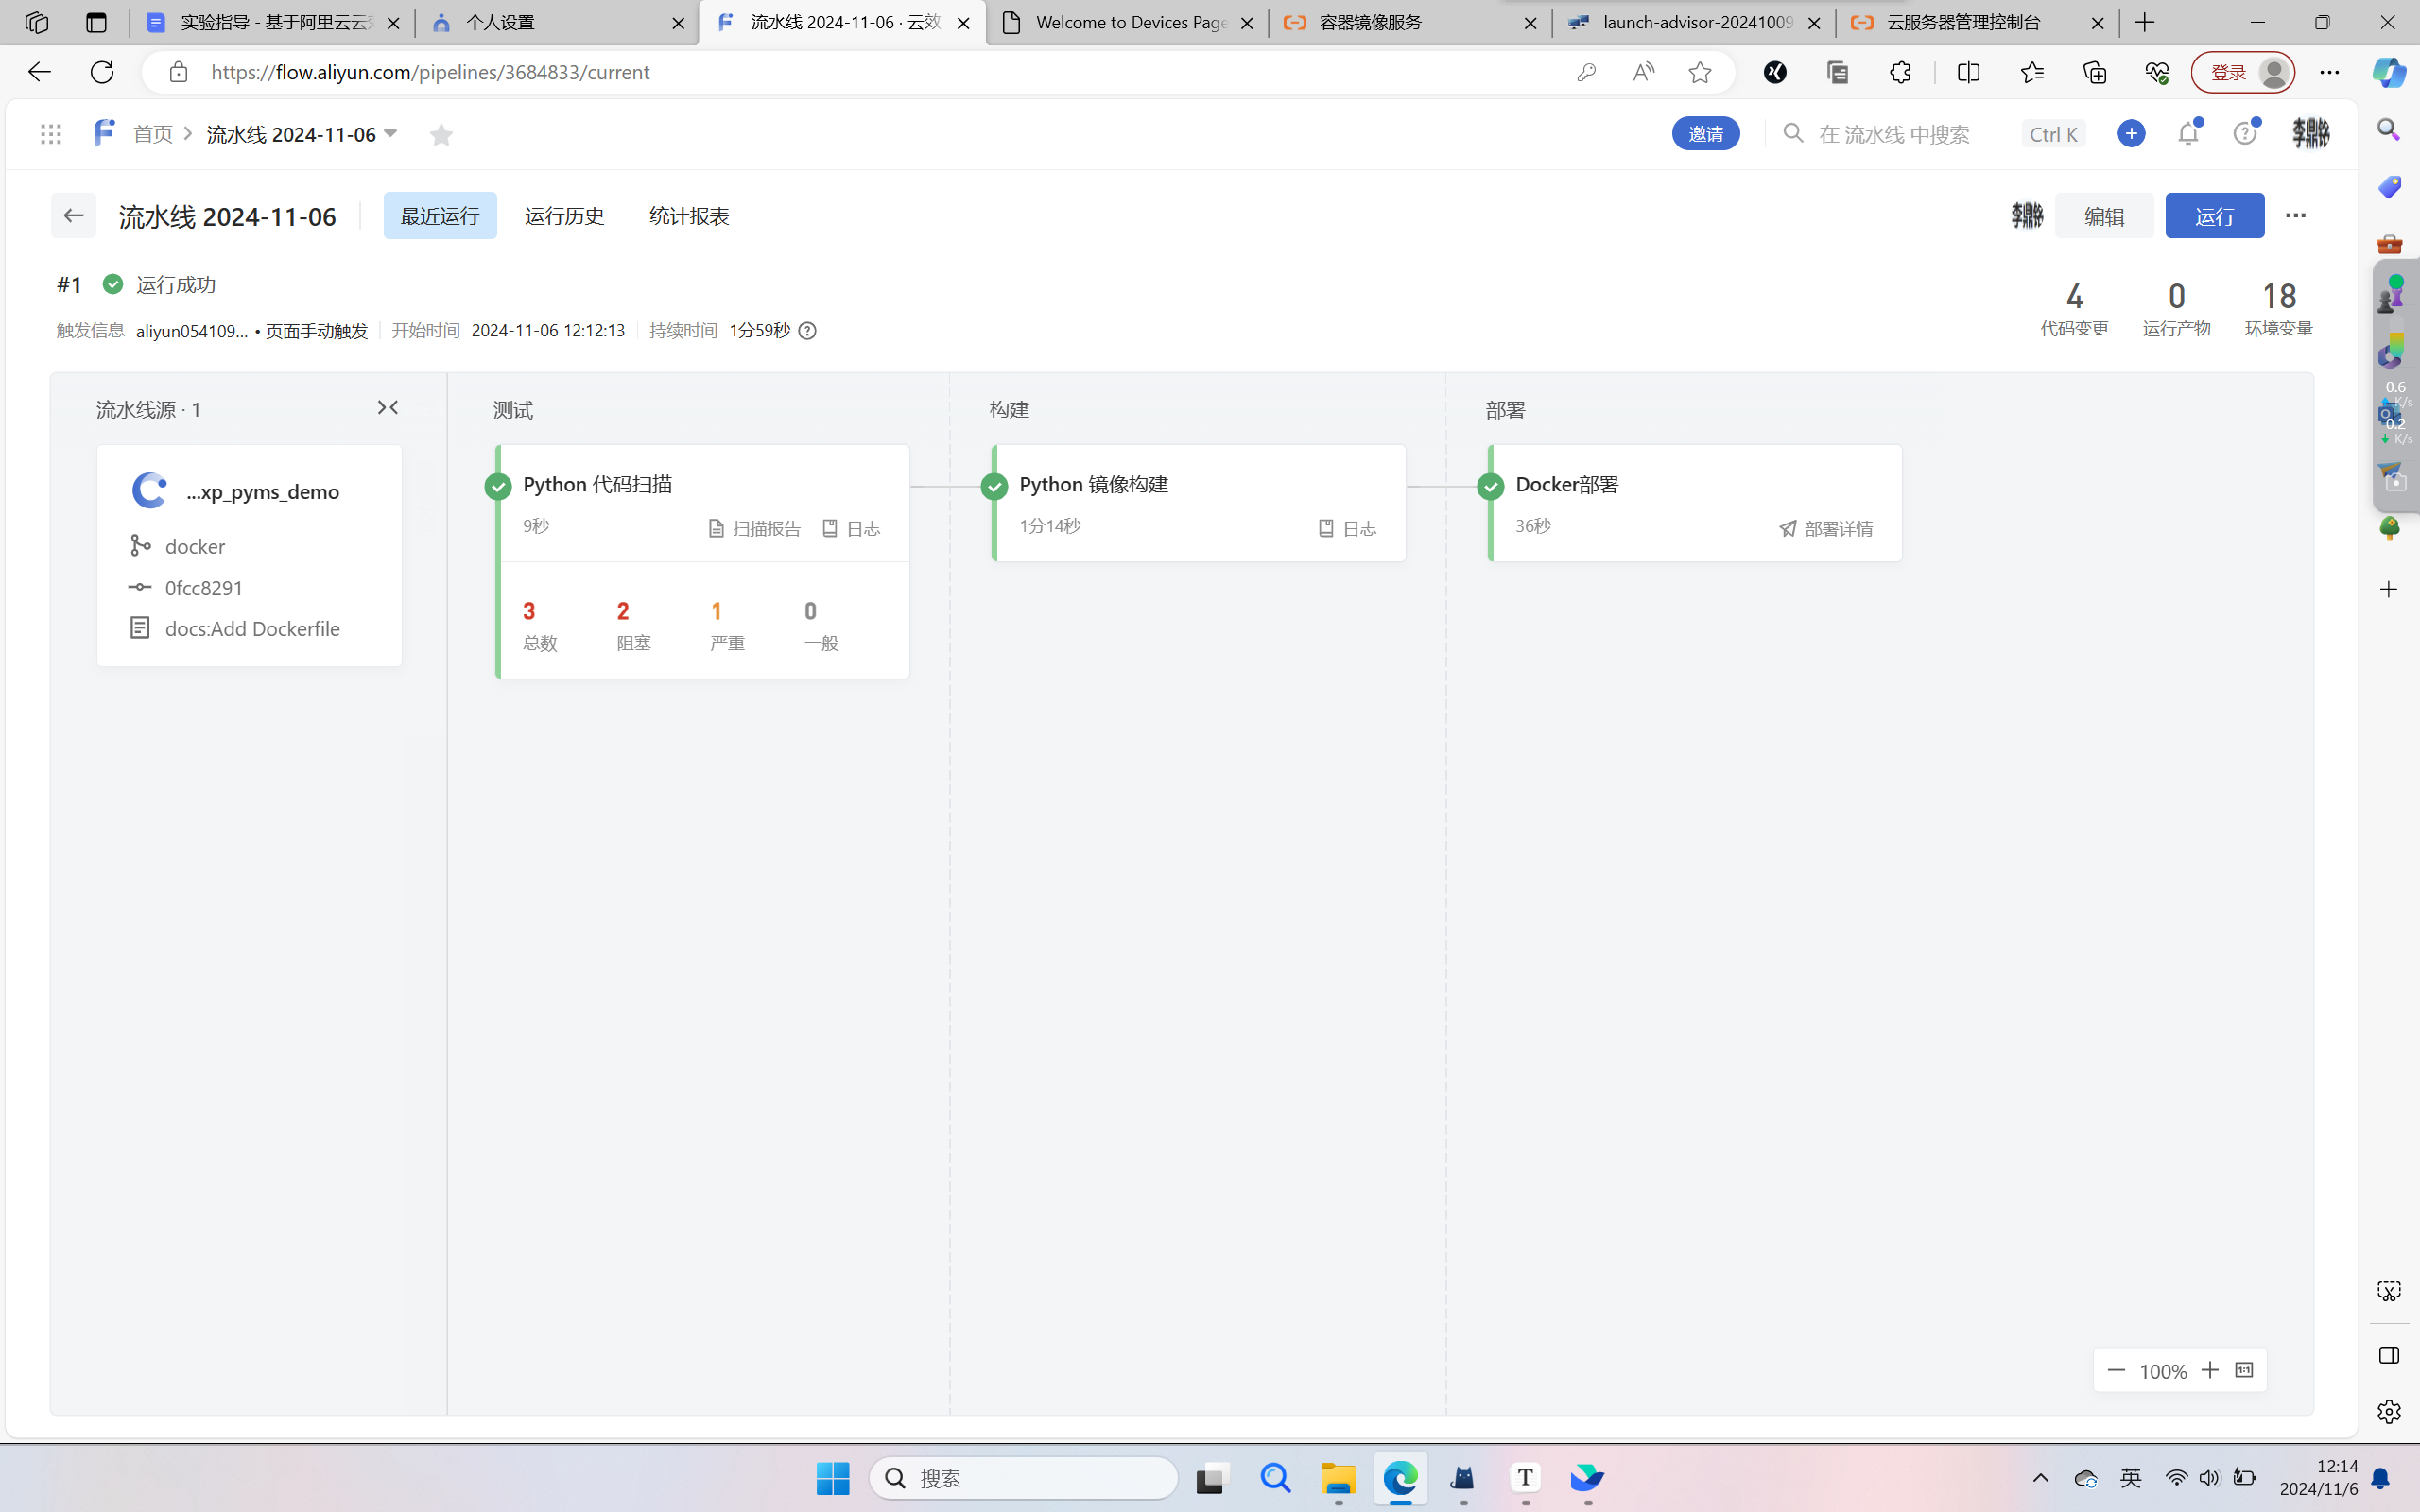 实验指导 - 基于阿里云云
个人设置
流水线 2024-11-06 · 云效
Welcome to Devices Page
容器镜像服务
launch-advisor-20241009
云服务器管理控制台
https://flow.aliyun.com/pipelines/3684833/current
登录
首页
流水线 2024-11-06
邀请
在 流水线 中搜索
Ctrl K
李鼎铭
流水线 2024-11-06
最近运行
运行历史
统计报表
李鼎铭
编辑
运行
#1
运行成功
4
0
18
代码变更
运行产物
环境变量
触发信息 aliyun054109... • 页面手动触发
开始时间 2024-11-06 12:12:13
持续时间 1分59秒
流水线源 · 1
测试
构建
部署
...xp_pyms_demo
docker
0fcc8291
docs:Add Dockerfile
Python 代码扫描
9秒
扫描报告
日志
3
2
1
0
总数
阻塞
严重
一般
Python 镜像构建
1分14秒
日志
Docker部署
36秒
部署详情
0.6
K/s
0.2
K/s
100%
搜索
英
12:14
2024/11/6